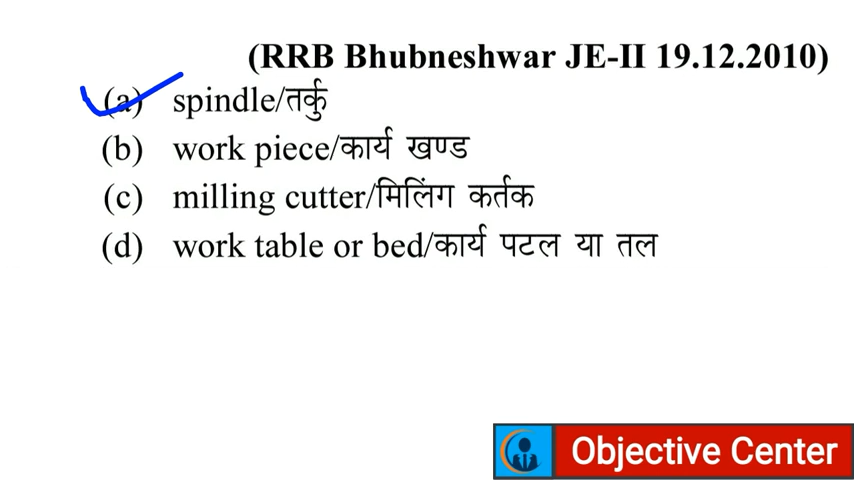 (RRB Bhubneshwar JE-II 19.12.2010)
(a) spindle/तर्कु
(b) work piece/कार्य खण्ड
(c) milling cutter/मिलिंग कर्तक
(d) work table or bed/कार्य पटल या तल
Objective Center